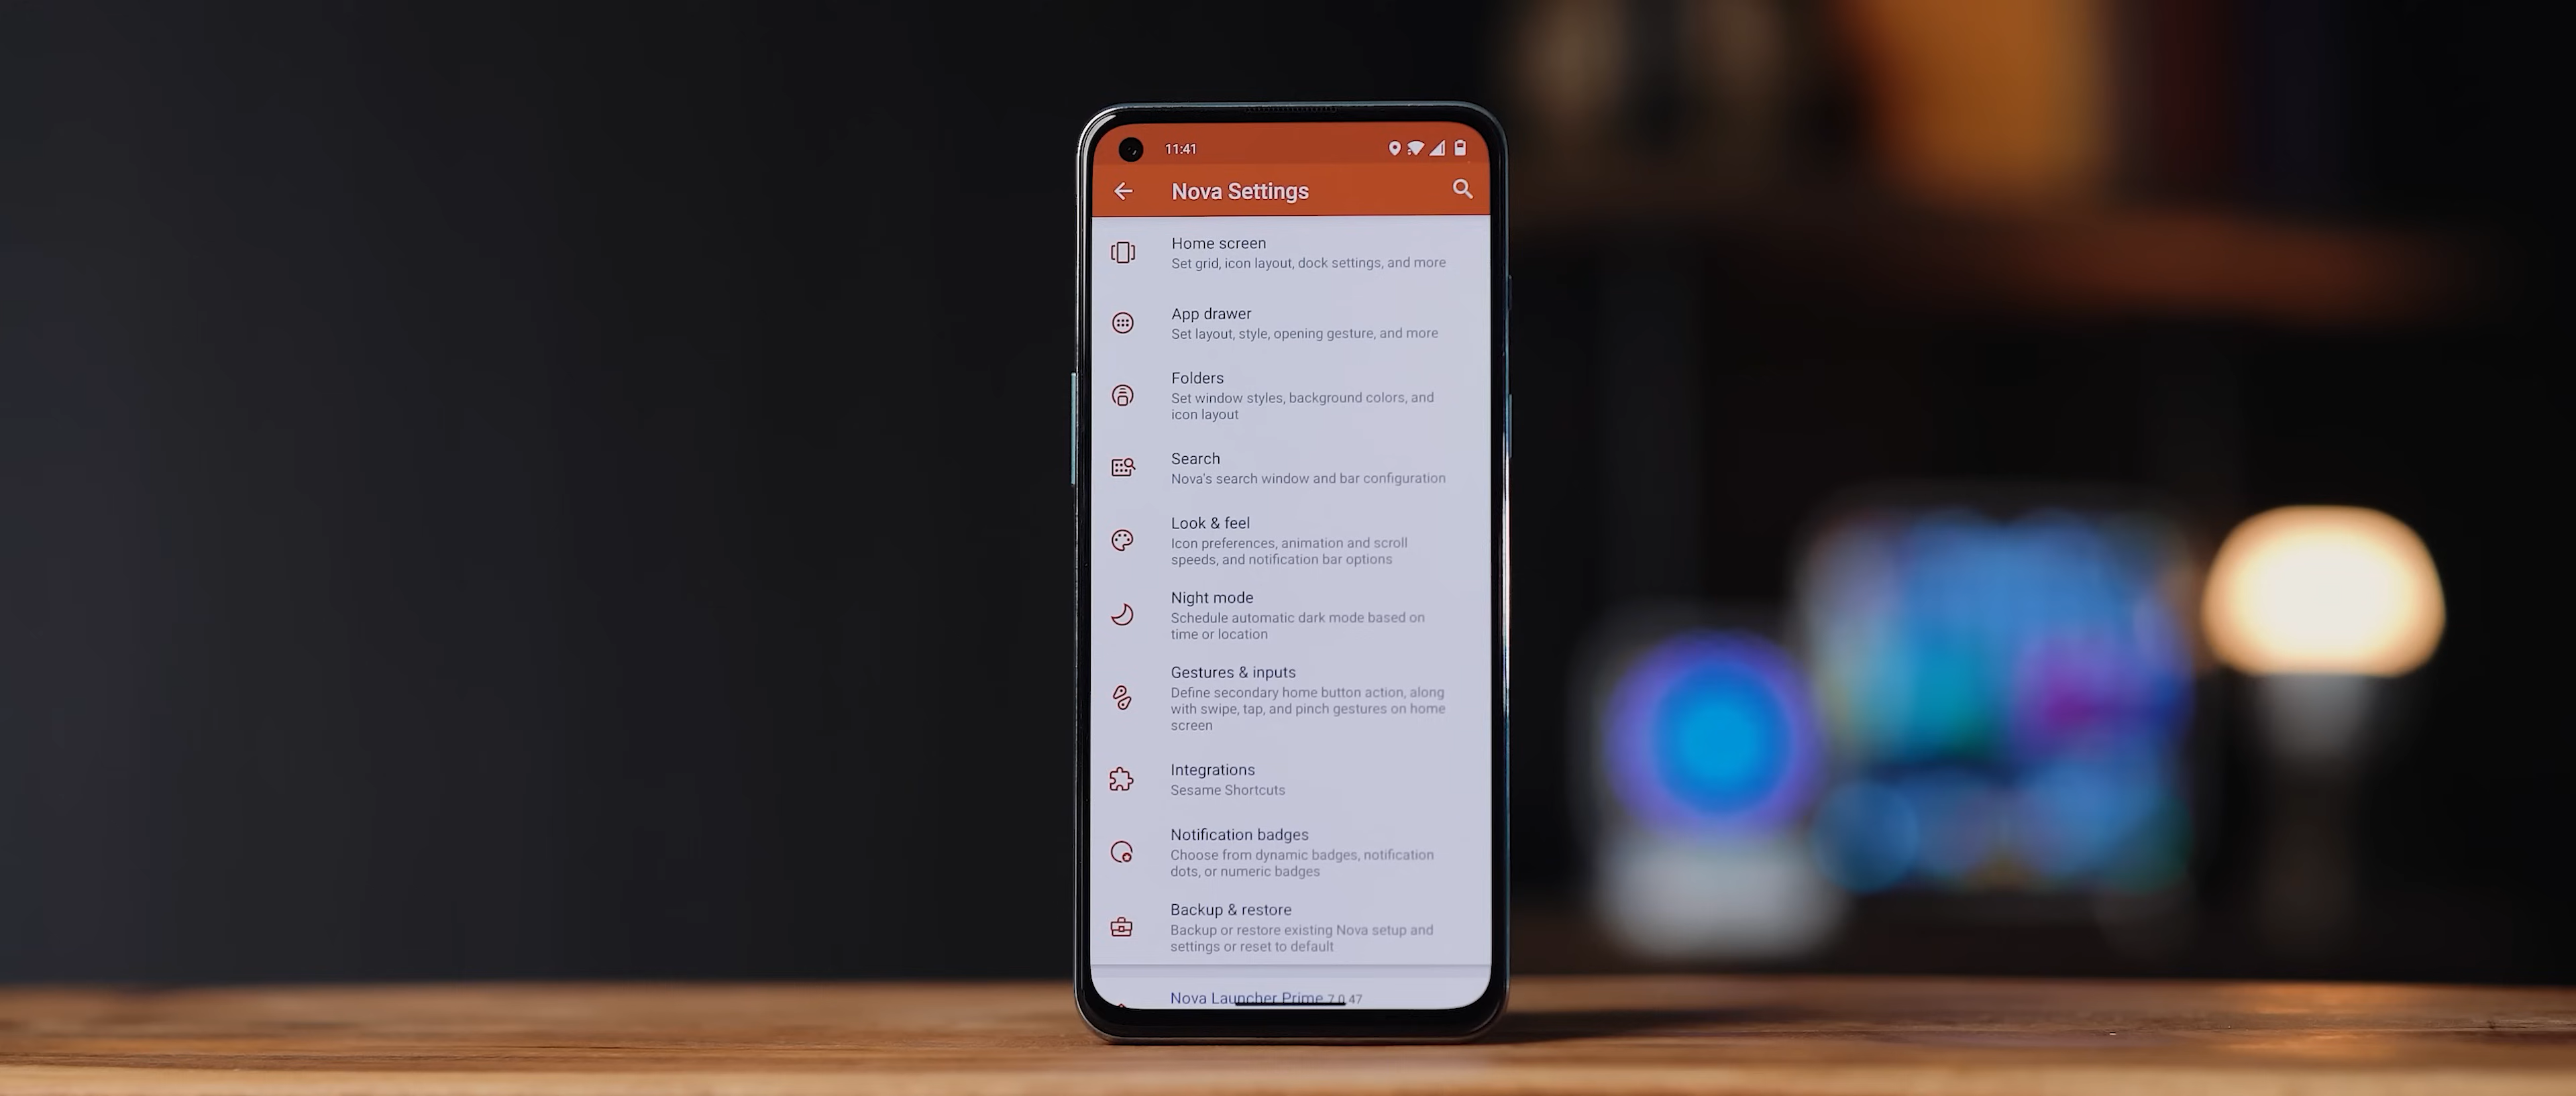 11:41
Nova Settings
Home screen
Set grid, icon layout, dock settings, and more
App drawer
Set layout, style, opening gesture, and more
Folders
Set window styles, background colors, and
icon layout
Search
Nova's search window and bar configuration
Look & feel
Icon preferences, animation and scroll
speeds, and notification bar options
Night mode
Schedule automatic dark mode based on
time or location
Gestures & inputs
Define secondary home button action, along
with swipe, tap, and pinch gestures on home
screen
Integrations
Sesame Shortcuts
Notification badges
Choose from dynamic badges, notification
dots, or numeric badges
Backup & restore
Backup or restore existing Nova setup and
settings or reset to default
Nova Launcher Prime 7.0.47